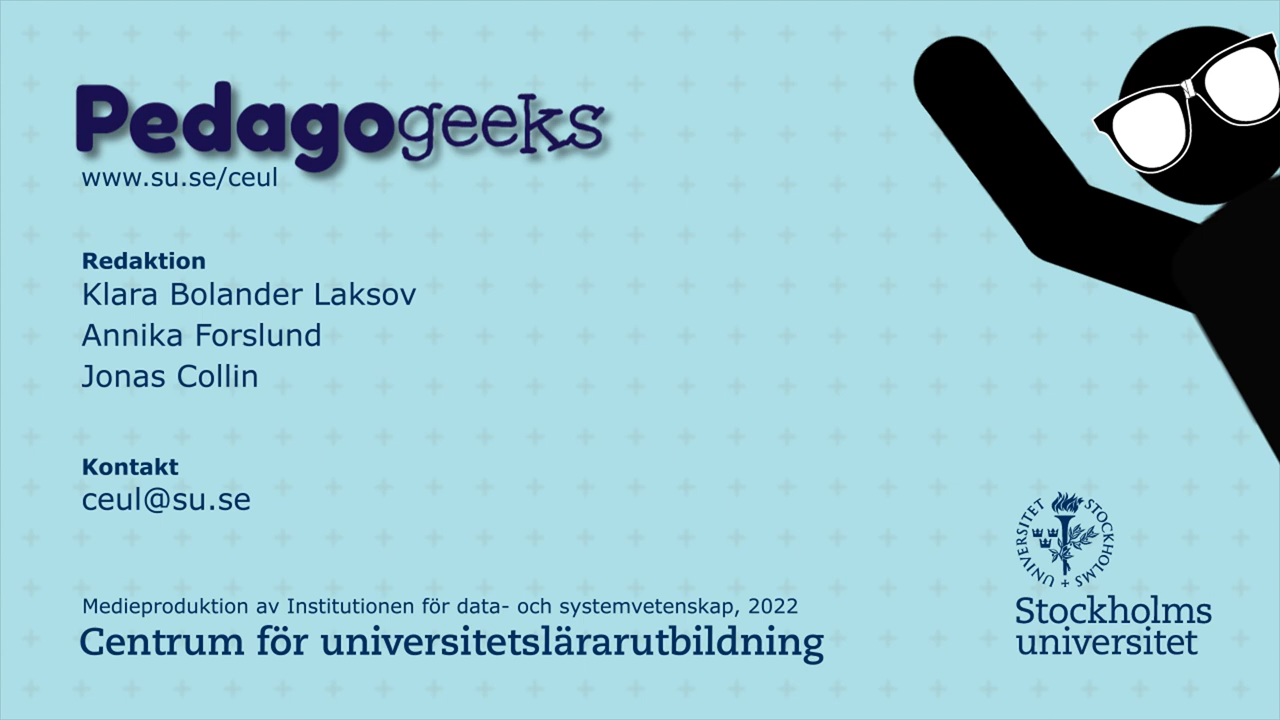 Pedagogeeks
www.su.se/ceul
Redaktion
Klara Bolander Laksov
Annika Forslund
Jonas Collin
Kontakt
ceul@su.se
Medieproduktion av Institutionen för data- och systemvetenskap, 2022
Centrum för universitetslärarutbildning
STOCKHOLMS UNIVERSITET
Stockholms
universitet